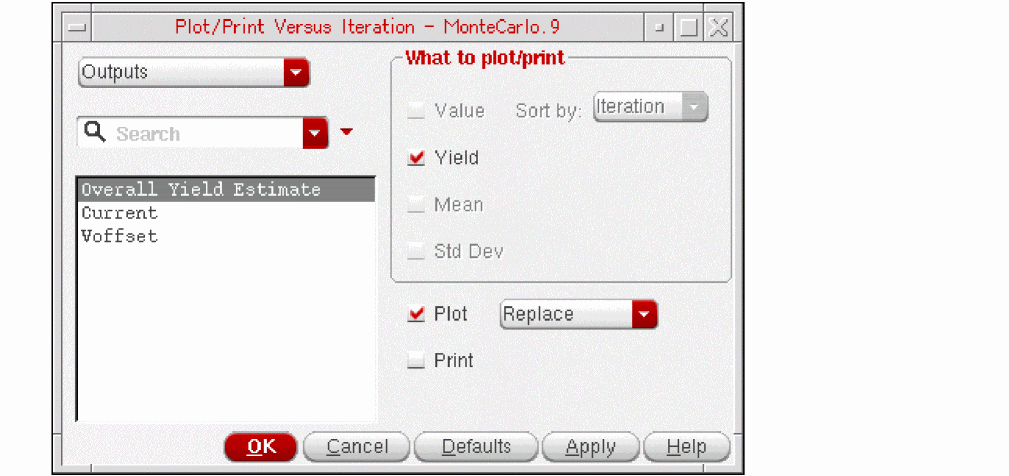 Plot/Print Versus Iteration - MonteCarlo.9
Outputs
Search
Overall Yield Estimate
Current
Voffset
What to plot/print
Value Sort by: Iteration
Yield
Mean
Std Dev
Plot Replace
Print
OK Cancel Defaults Apply Help